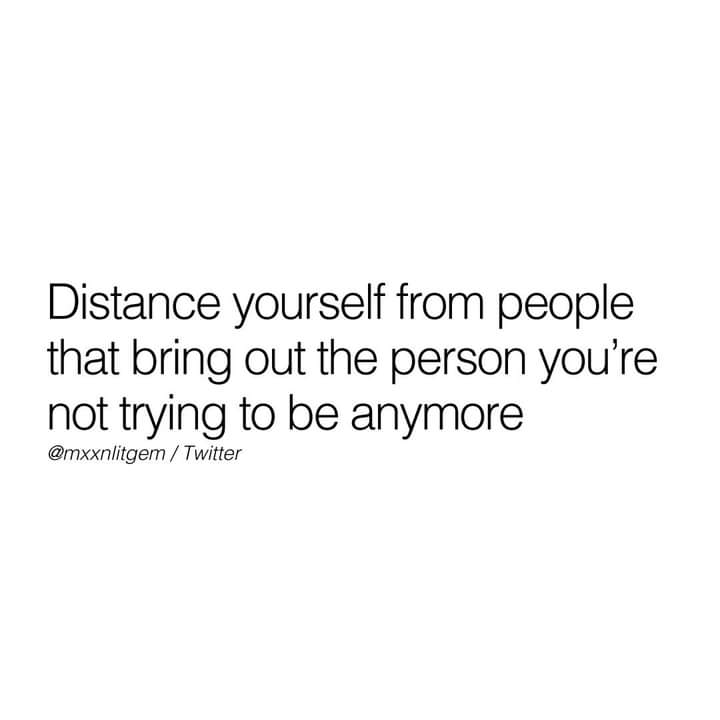 Distance yourself from people
that bring out the person you’re
not trying to be anymore
@mxxnlitgem / Twitter